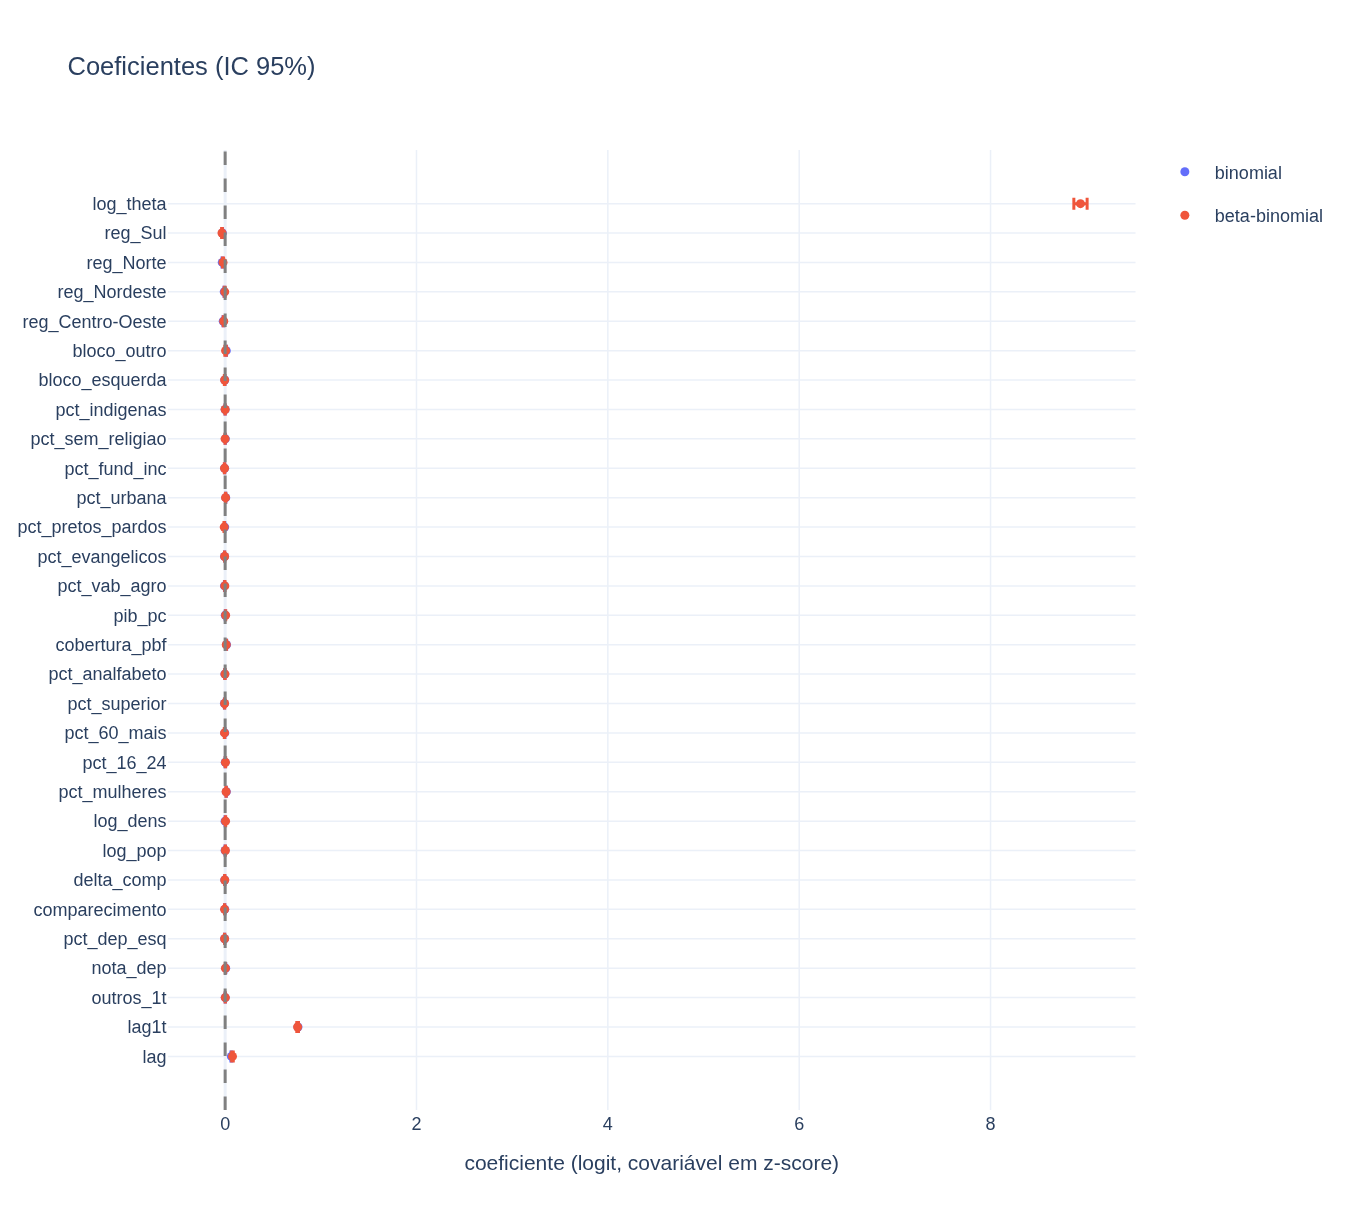 Coeficientes (IC 95%)
binomial
beta-binomial
log_theta
reg_Sul
reg_Norte
reg_Nordeste
reg_Centro-Oeste
bloco_outro
bloco_esquerda
pct_indigenas
pct_sem_religiao
pct_fund_inc
pct_urbana
pct_pretos_pardos
pct_evangelicos
pct_vab_agro
pib_pc
cobertura_pbf
pct_analfabeto
pct_superior
pct_60_mais
pct_16_24
pct_mulheres
log_dens
log_pop
delta_comp
comparecimento
pct_dep_esq
nota_dep
outros_1t
lag1t
lag
0 2 4 6 8
coeficiente (logit, covariável em z-score)